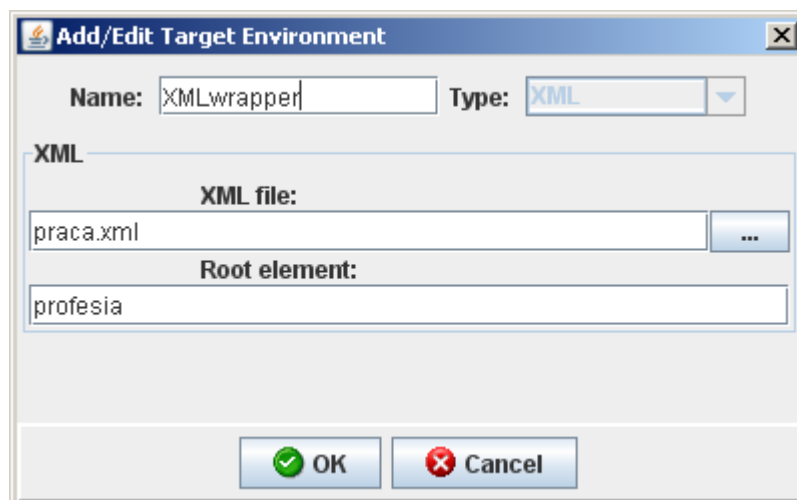 Add/Edit Target Environment
Name: XMLwrapper Type: XML
XML
XML file:
praca.xml ...
Root element:
profesia
OK Cancel